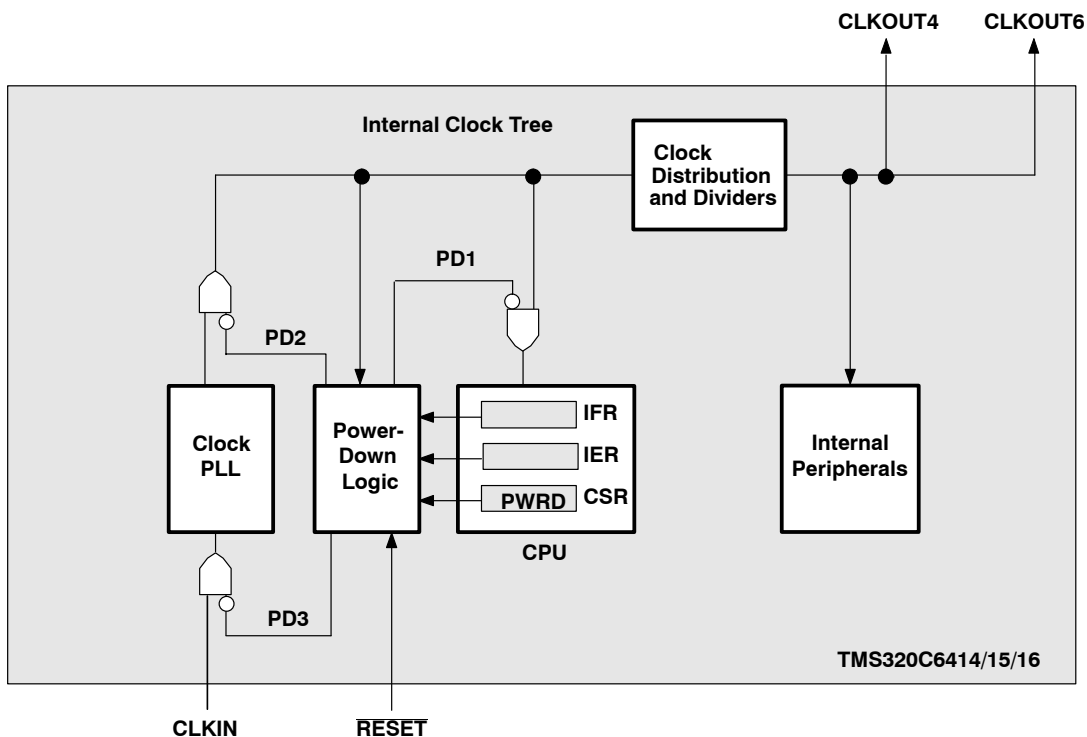 CLKOUT4 CLKOUT6
Internal Clock Tree
Clock
Distribution
and Dividers
PD1
PD2
Clock
PLL
Power-
Down
Logic
IFR
IER
PWRD CSR
CPU
Internal
Peripherals
PD3
TMS320C6414/15/16
CLKIN
RESET